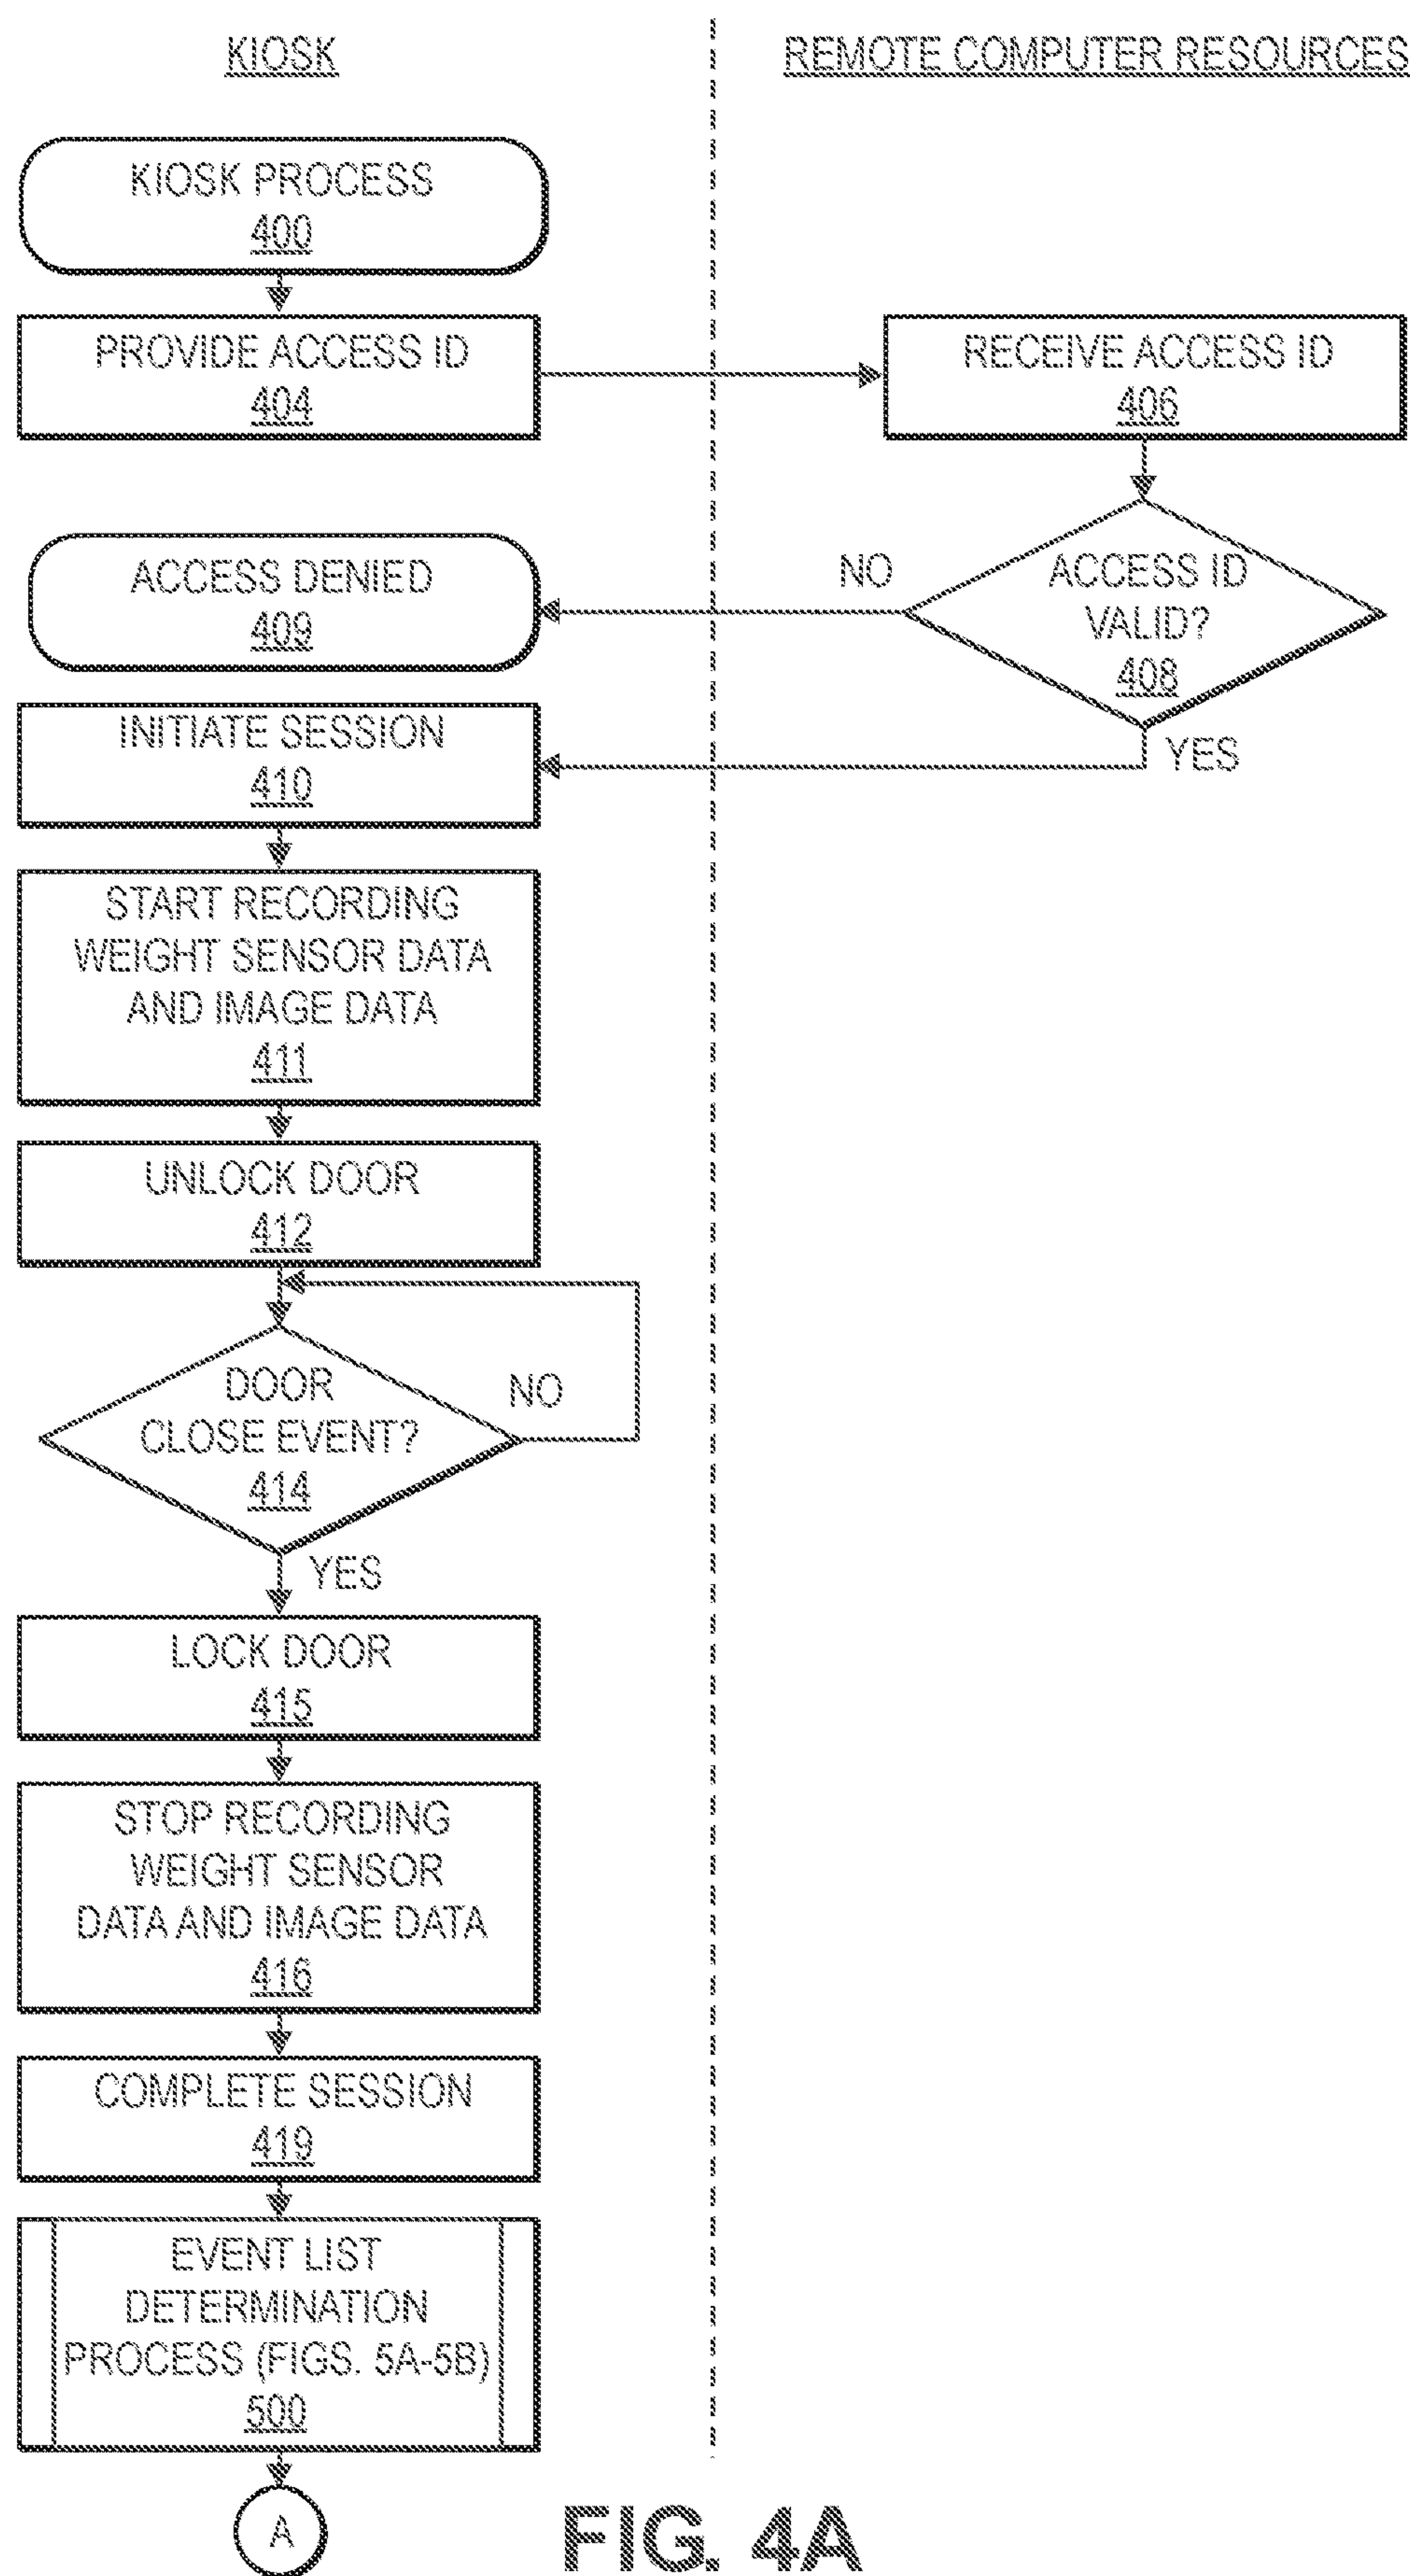 KIOSK
REMOTE COMPUTER RESOURCES
KIOSK PROCESS
400
PROVIDE ACCESS ID
404
RECEIVE ACCESS ID
406
ACCESS DENIED
409
NO
ACCESS ID
VALID?
408
YES
INITIATE SESSION
410
START RECORDING
WEIGHT SENSOR DATA
AND IMAGE DATA
411
UNLOCK DOOR
412
DOOR
CLOSE EVENT?
414
NO
YES
LOCK DOOR
415
STOP RECORDING
WEIGHT SENSOR
DATA AND IMAGE DATA
416
COMPLETE SESSION
419
EVENT LIST
DETERMINATION
PROCESS (FIGS. 5A-5B)
500
A
FIG. 4A